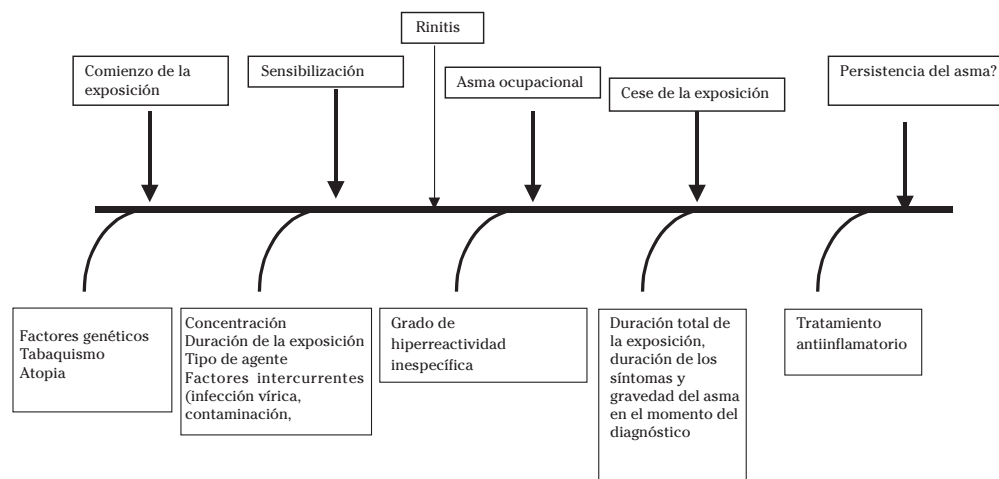 Rinitis
Comienzo de la
exposición
Sensibilización
Asma ocupacional
Cese de la exposición
Persistencia del asma?
Factores genéticos
Tabaquismo
Atopia
Concentración
Duración de la exposición
Tipo de agente
Factores intercurrentes
(infección vírica,
contaminación,
Grado de
hiperreactividad
inespecífica
Duración total de
la exposición,
duración de los
síntomas y
gravedad del asma
en el momento del
diagnóstico
Tratamiento
antiinflamatorio